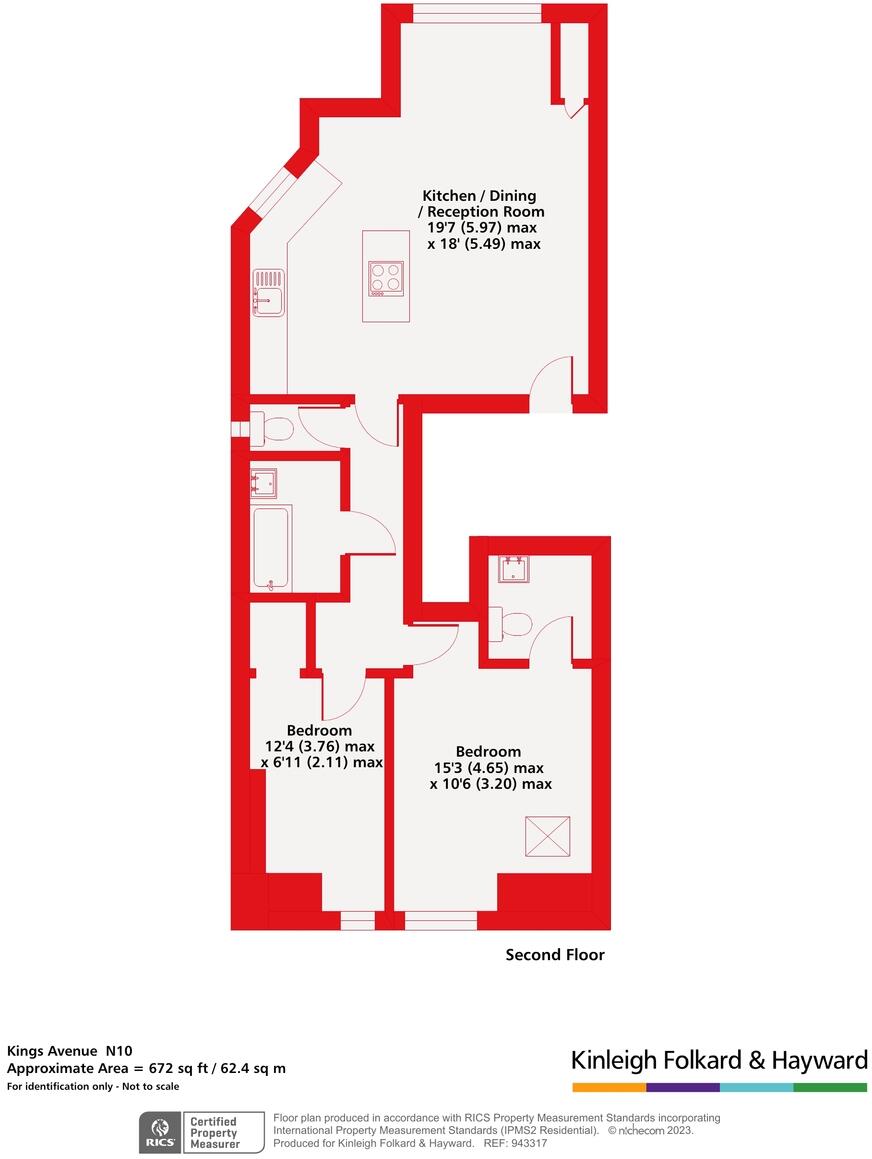 Kitchen / Dining
/ Reception Room
19'7 (5.97) max
x 18' (5.49) max
Bedroom
12'4 (3.76) max
x 6'11 (2.11) max
Bedroom
15'3 (4.65) max
x 10'6 (3.20) max
Second Floor
Kings Avenue N10
Approximate Area = 672 sq ft / 62.4 sq m
For identification only - Not to scale
Kinleigh Folkard & Hayward
RICS
Certified
Property
Measurer
Floor plan produced in accordance with RICS Property Measurement Standards incorporating
International Property Measurement Standards (IPMS2 Residential). © nichecom 2023.
Produced for Kinleigh Folkard & Hayward. REF: 943317